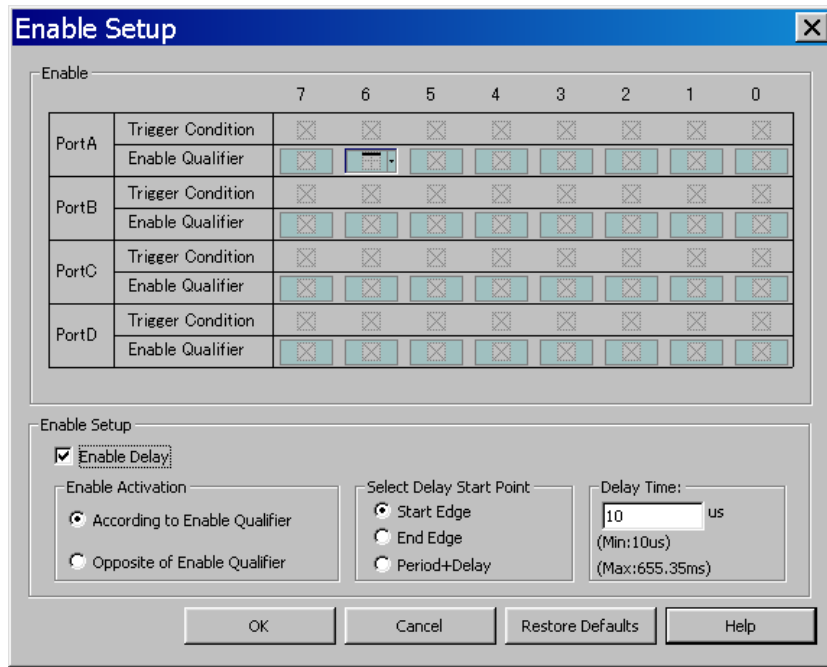 Enable Setup
Enable
7 6 5 4 3 2 1 0
PortA
Trigger Condition
Enable Qualifier
PortB
Trigger Condition
Enable Qualifier
PortC
Trigger Condition
Enable Qualifier
PortD
Trigger Condition
Enable Qualifier
Enable Setup
Enable Delay
Enable Activation
According to Enable Qualifier
Opposite of Enable Qualifier
Select Delay Start Point
Start Edge
End Edge
Period+Delay
Delay Time:
10 us
(Min:10us)
(Max:655.35ms)
OK Cancel Restore Defaults Help